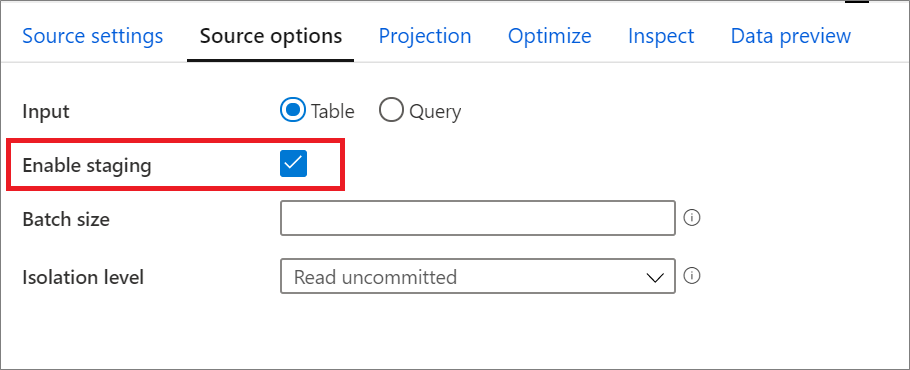 Source settings Source options Projection Optimize Inspect Data preview
Input Table Query
Enable staging
Batch size
Isolation level Read uncommitted